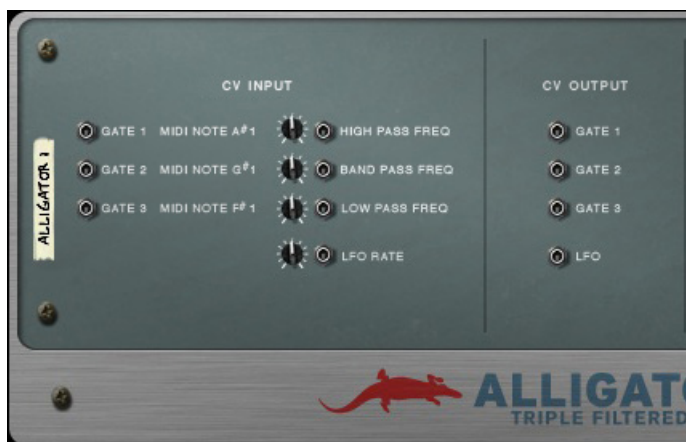 CV INPUT
CV OUTPUT
GATE 1 MIDI NOTE A#1
HIGH PASS FREQ
GATE 1
GATE 2 MIDI NOTE G#1
BAND PASS FREQ
GATE 2
GATE 3 MIDI NOTE F#1
LOW PASS FREQ
GATE 3
LFO RATE
LFO
ALLIGATOR 1
ALLIGATO
TRIPLE FILTERED